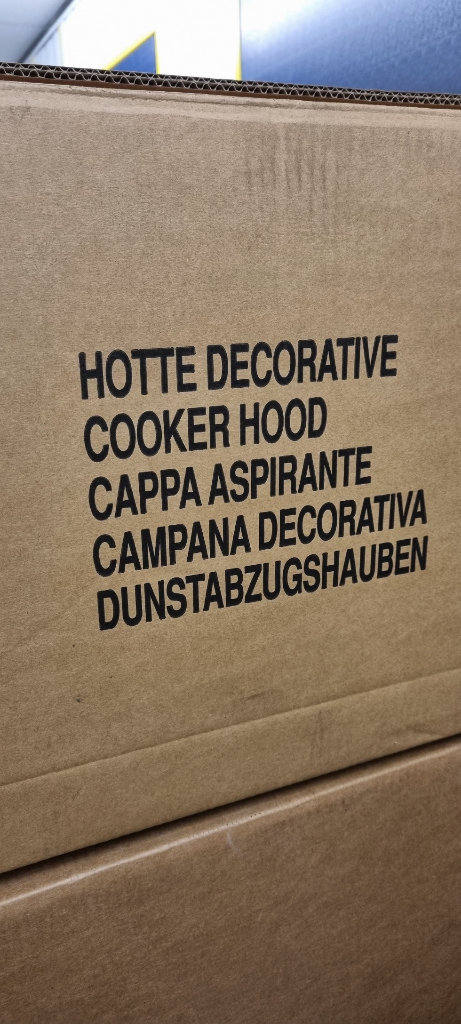 HOTTE DECORATIVE
COOKER HOOD
CAPPA ASPIRANTE
CAMPANA DECORATIVA
DUNSTABZUGSHAUBEN